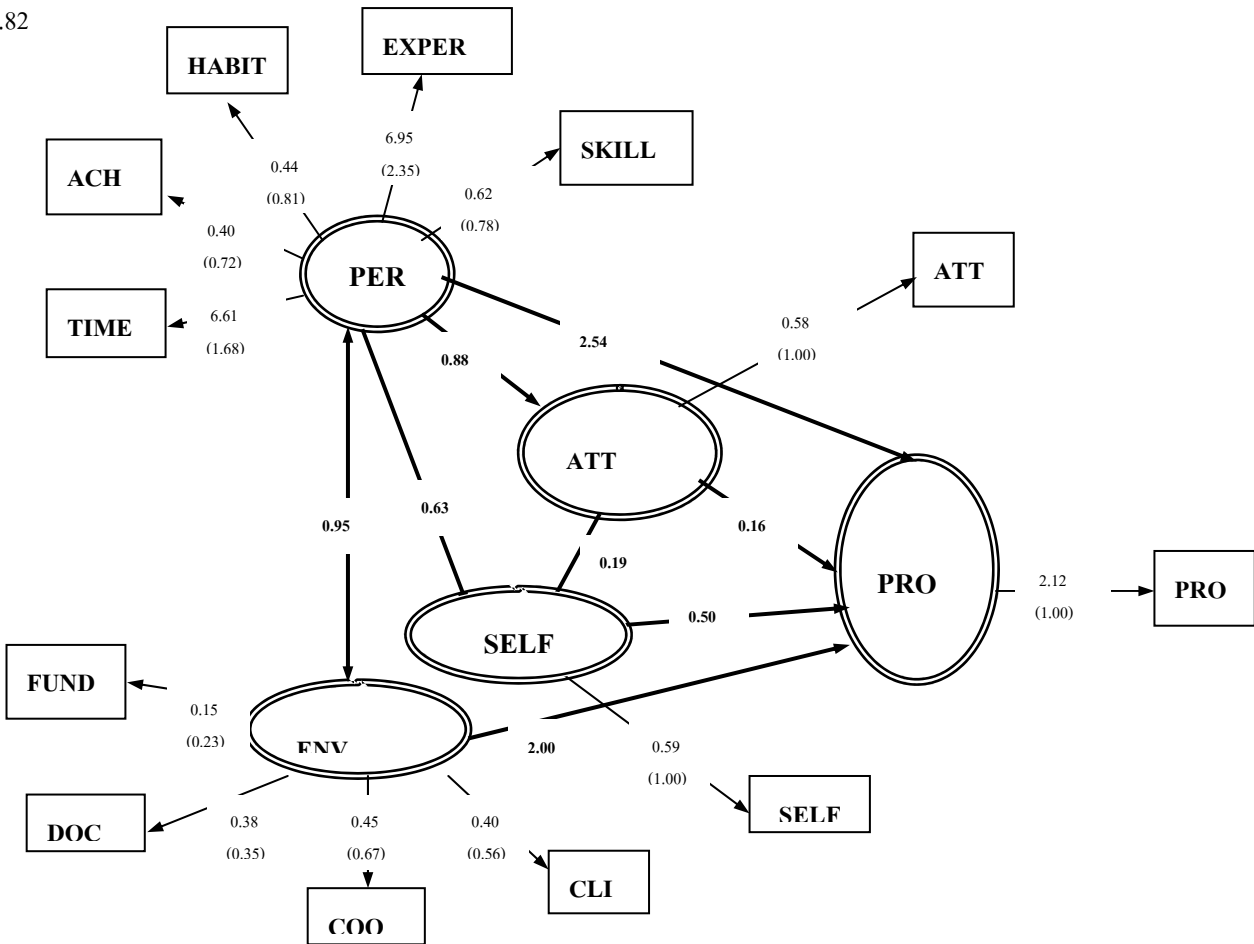 .82
EXPER
HABIT
6.95
(2.35)
SKILL
ACH
0.44
(0.81)
0.62
(0.78)
0.40
(0.72)
PER
ATT
TIME
6.61
(1.68)
0.58
(1.00)
0.88
2.54
ATT
0.95
0.63
0.16
0.19
PRO
2.12
(1.00)
PRO
0.50
SELF
FUND
0.15
(0.23)
ENV
2.00
0.59
(1.00)
SELF
DOC
0.38
(0.35)
0.45
(0.67)
0.40
(0.56)
CLI
COO